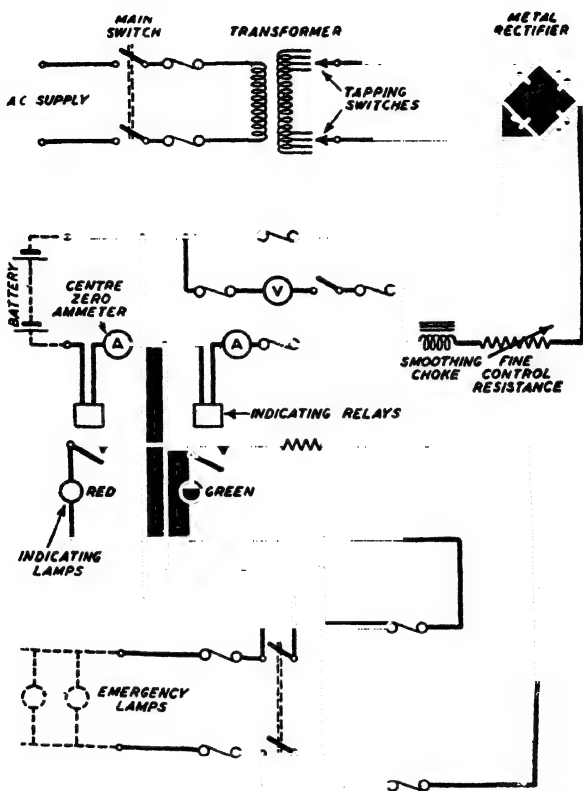 MAIN
SWITCH
TRANSFORMER
METAL
RECTIFIER
AC SUPPLY
TAPPING
SWITCHES
BATTERY
CENTRE
ZERO
AMMETER
V
A
A
SMOOTHING
CHOKE
FINE
CONTROL
RESISTANCE
INDICATING RELAYS
RED
GREEN
INDICATING
LAMPS
EMERGENCY
LAMPS